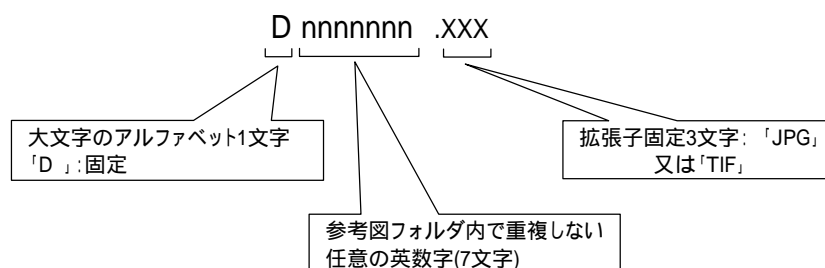 D nnnnnnn .XXX
大文字のアルファベット1文字
「D 」:固定
拡張子固定3文字: 「JPG」
又は「TIF」
参考図フォルダ内で重複しない
任意の英数字(7文字)